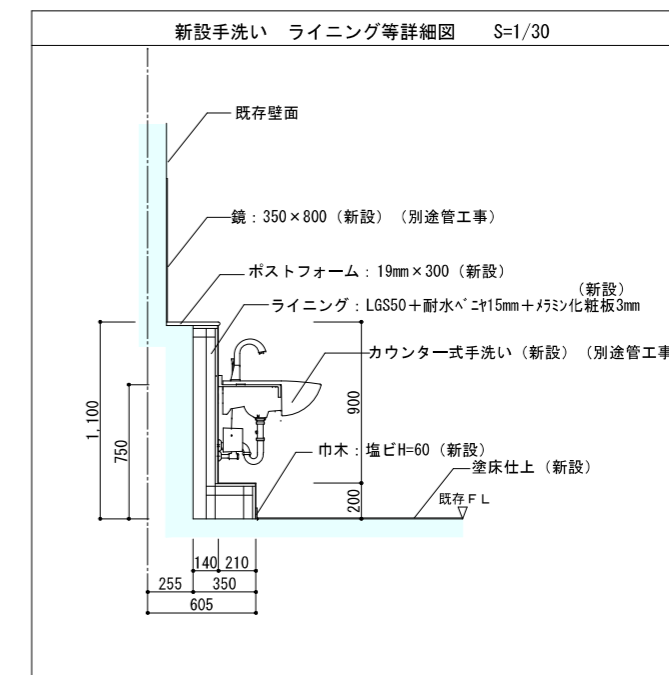 新設手洗い　ライニング等詳細図　　S=1/30
既存壁面
鏡：350×800（新設）（別途管工事）
ポストフォーム：19mm×300（新設）
（新設）
ライニング：LGS50＋耐水ﾍﾞﾆﾔ15mm＋ﾒﾗﾐﾝ化粧板3mm
カウンター式手洗い（新設）（別途管工事
1,100
750
900
巾木：塩ビH=60（新設）
塗床仕上（新設）
200
既存ＦＬ
140 210
255 350
605